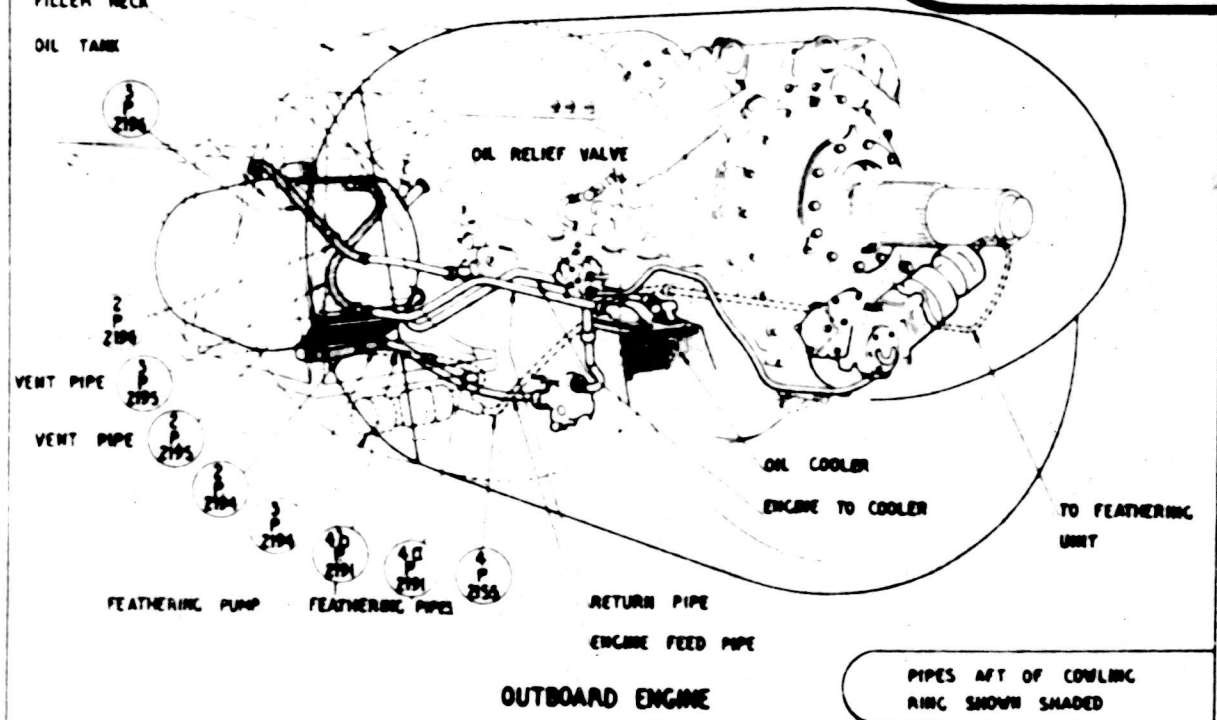 FILLER NECK
OIL TANK
3
P
2196
OIL RELIEF VALVE
2
P
2196
VENT PIPE
3
P
2195
VENT PIPE
2
P
2195
2
P
2194
3
P
2194
4D
P
2191
4D
P
2191
4
P
2156
OIL COOLER
ENGINE TO COOLER
TO FEATHERING
UNIT
FEATHERING PUMP
FEATHERING PIPES
RETURN PIPE
ENGINE FEED PIPE
OUTBOARD ENGINE
PIPES AFT OF COWLING
RING SHOWN SHADED